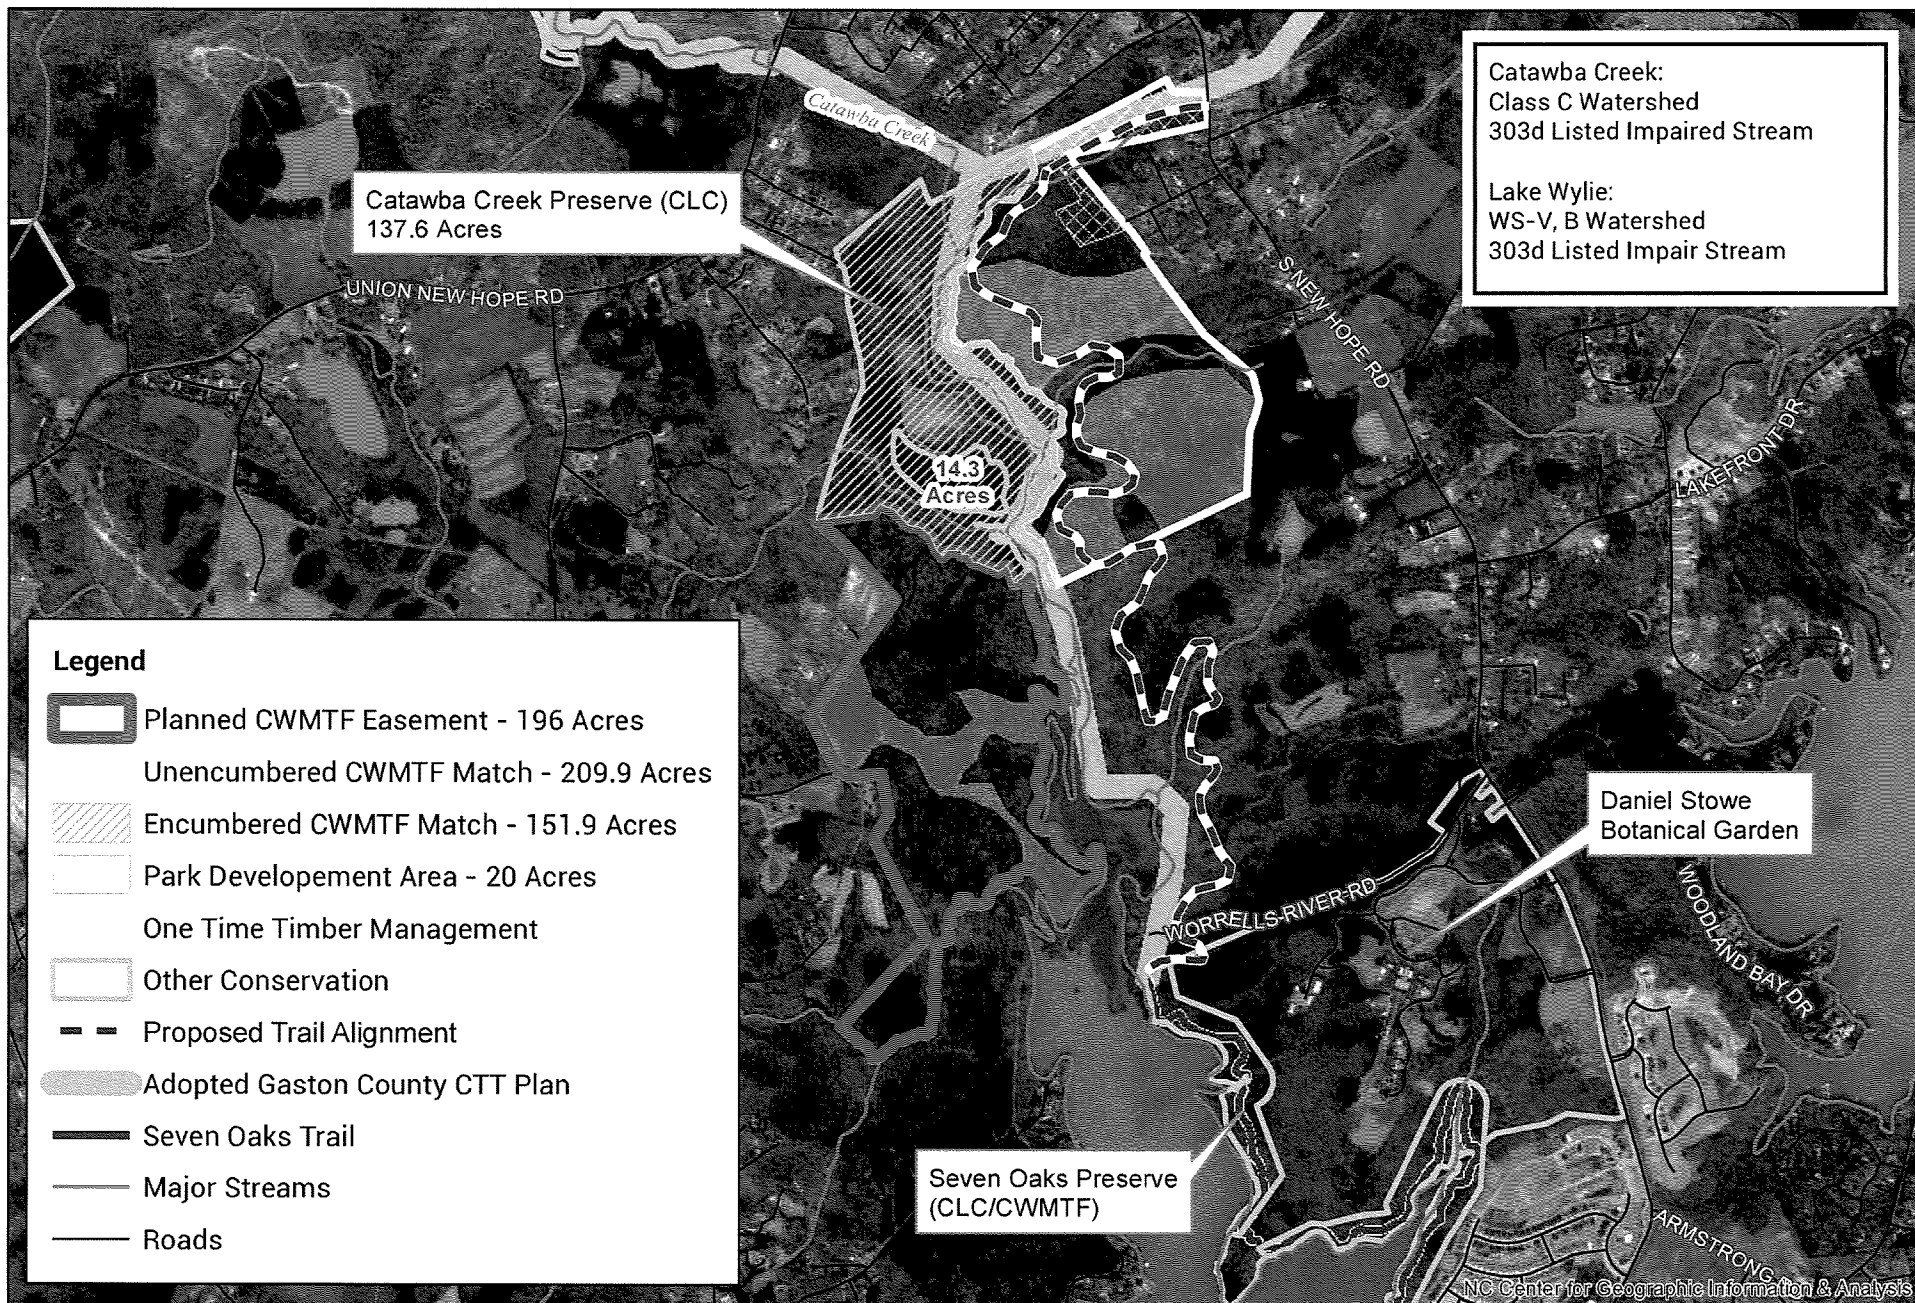 Catawba Creek:
Class C Watershed
303d Listed Impaired Stream
Lake Wylie:
WS-V, B Watershed
303d Listed Impair Stream
Catawba Creek
Catawba Creek Preserve (CLC)
137.6 Acres
UNION NEW HOPE RD
S NEW HOPE RD
LAKEFRONT DR
14.3
Acres
Legend
Planned CWMTF Easement - 196 Acres
Unencumbered CWMTF Match - 209.9 Acres
Encumbered CWMTF Match - 151.9 Acres
Park Developement Area - 20 Acres
One Time Timber Management
Other Conservation
Proposed Trail Alignment
Adopted Gaston County CTT Plan
Seven Oaks Trail
Major Streams
Roads
Daniel Stowe
Botanical Garden
WORRELLS RIVER RD
WOODLAND BAY DR
Seven Oaks Preserve
(CLC/CWMTF)
ARMSTRONG
NC Center for Geographic Information & Analysis